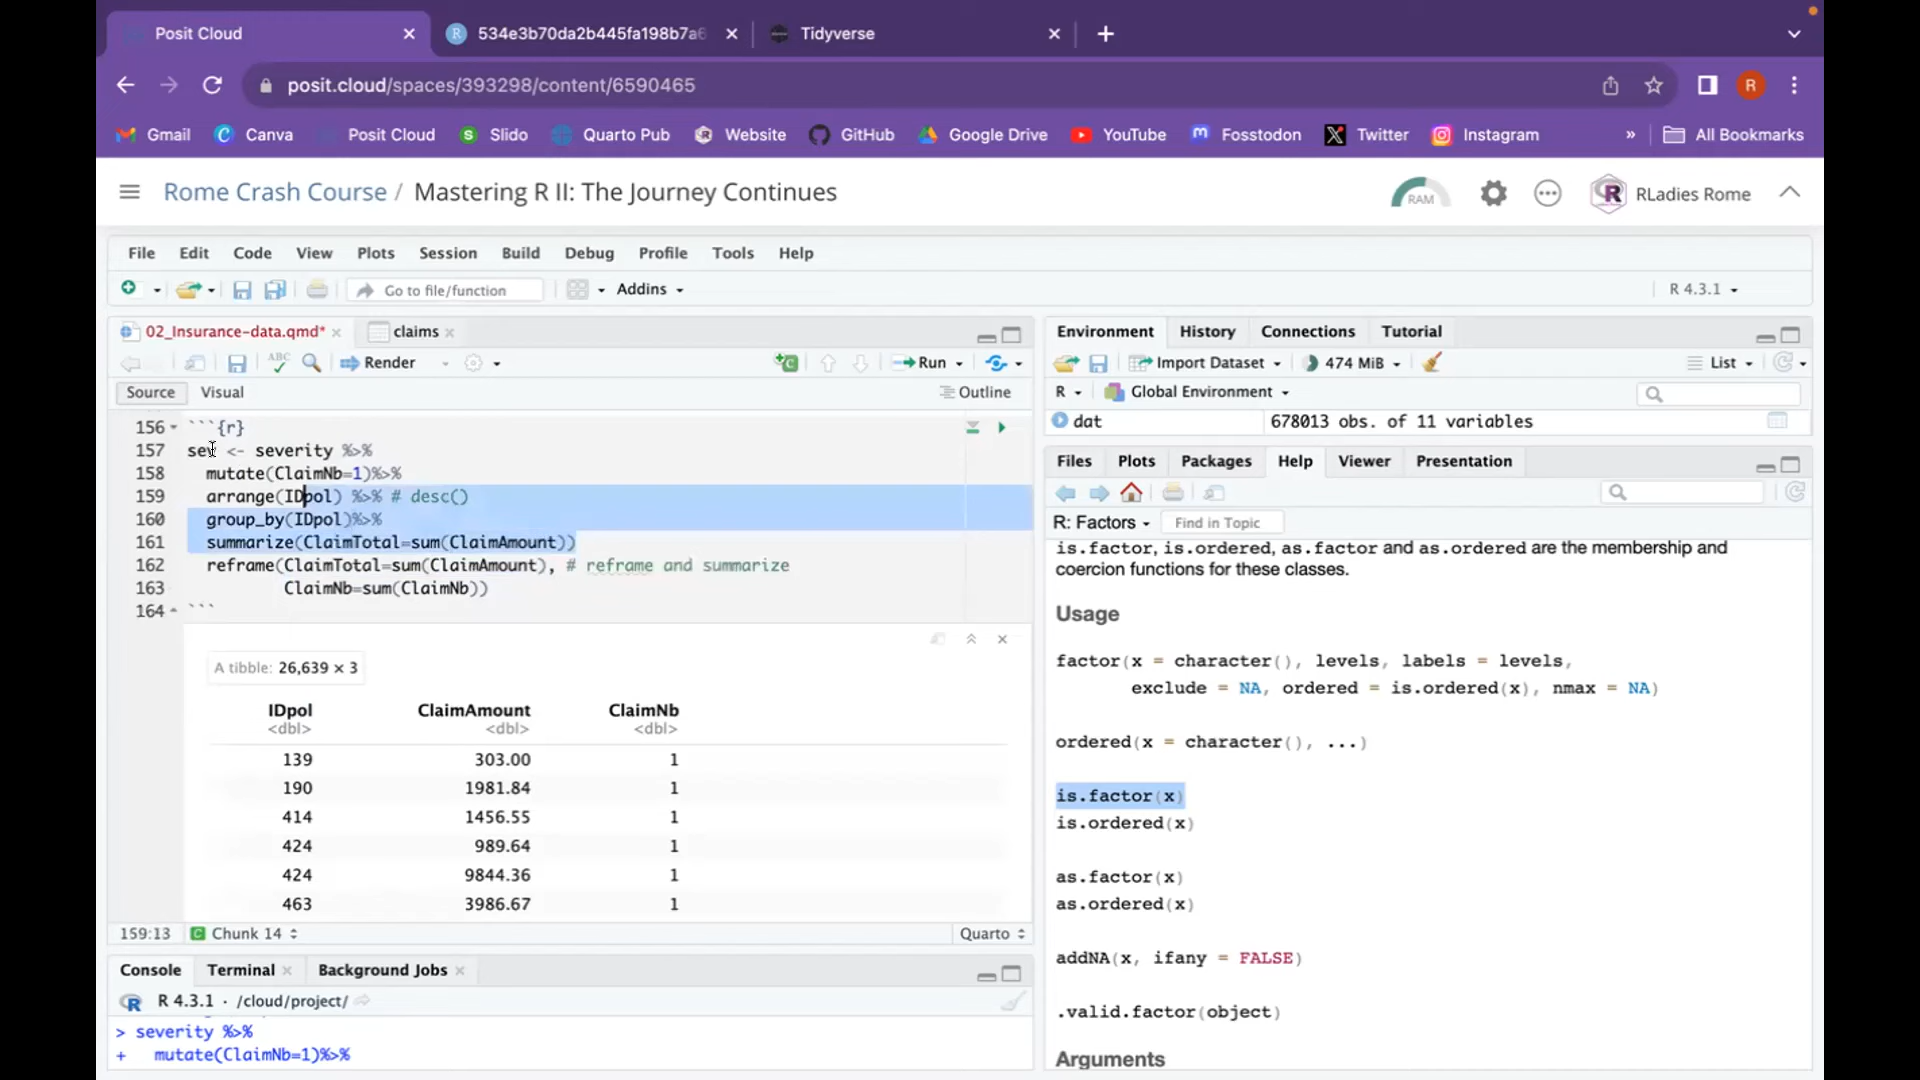 Posit Cloud
534e3b70da2b445fa198b7a6
Tidyverse
posit.cloud/spaces/393298/content/6590465
R
Gmail
Canva
Posit Cloud
Slido
Quarto Pub
Website
GitHub
Google Drive
YouTube
Fosstodon
Twitter
Instagram
»
All Bookmarks
Rome Crash Course / Mastering R II: The Journey Continues
RAM
RLadies Rome
File Edit Code View Plots Session Build Debug Profile Tools Help
Go to file/function
Addins
R 4.3.1
02_Insurance-data.qmd*
claims
ABC
Render
Run
Source Visual
Outline
156 ```{r}
157 sev <- severity %>%
158 mutate(ClaimNb=1)%>%
159 arrange(IDpol) %>% # desc()
160 group_by(IDpol)%>%
161 summarize(ClaimTotal=sum(ClaimAmount))
162 reframe(ClaimTotal=sum(ClaimAmount), # reframe and summarize
163 ClaimNb=sum(ClaimNb))
164 ```
A tibble: 26,639 × 3
IDpol ClaimAmount ClaimNb
<dbl> <dbl> <dbl>
139 303.00 1
190 1981.84 1
414 1456.55 1
424 989.64 1
424 9844.36 1
463 3986.67 1
159:13 Chunk 14
Quarto
Console Terminal Background Jobs
R 4.3.1 · /cloud/project/
> severity %>%
+ mutate(ClaimNb=1)%>%
Environment History Connections Tutorial
Import Dataset
474 MiB
List
R Global Environment
dat 678013 obs. of 11 variables
Files Plots Packages Help Viewer Presentation
R: Factors
Find in Topic
is.factor, is.ordered, as.factor and as.ordered are the membership and
coercion functions for these classes.
Usage
factor(x = character(), levels, labels = levels,
exclude = NA, ordered = is.ordered(x), nmax = NA)
ordered(x = character(), ...)
is.factor(x)
is.ordered(x)
as.factor(x)
as.ordered(x)
addNA(x, ifany = FALSE)
.valid.factor(object)
Arguments